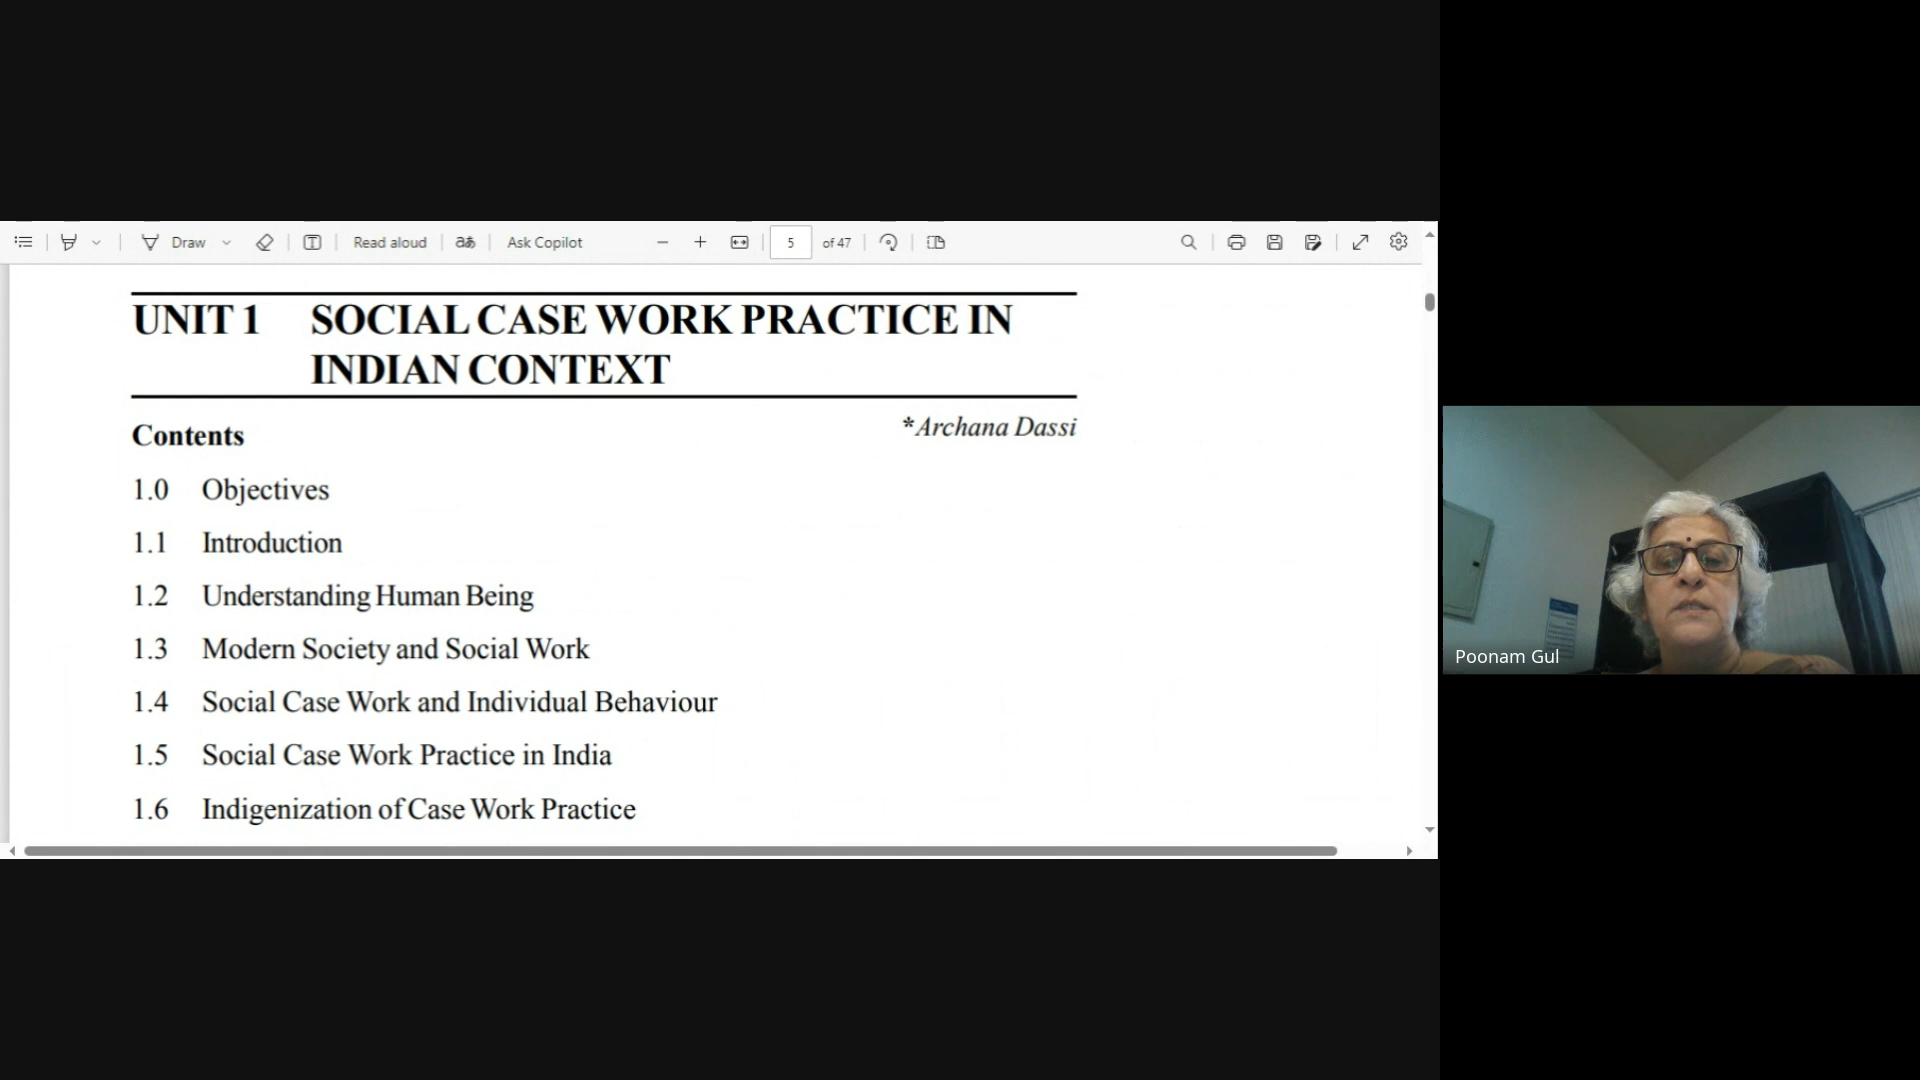 Draw
Read aloud
aあ
Ask Copilot
5 of 47
UNIT 1 SOCIAL CASE WORK PRACTICE IN
INDIAN CONTEXT
*Archana Dassi
Contents
1.0 Objectives
1.1 Introduction
1.2 Understanding Human Being
1.3 Modern Society and Social Work
1.4 Social Case Work and Individual Behaviour
1.5 Social Case Work Practice in India
1.6 Indigenization of Case Work Practice
Poonam Gul